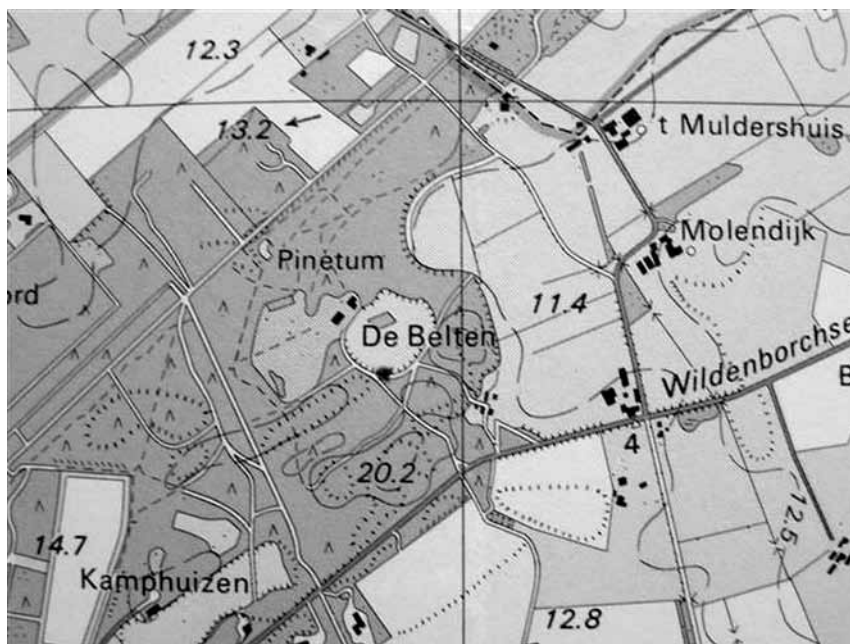 12.3
13.2
't Muldershuis
Molendijk
Pinetum
ord
11.4
De Belten
Wildenborchse
B
4
20.2
12.5
14.7
Kamphuizen
12.8